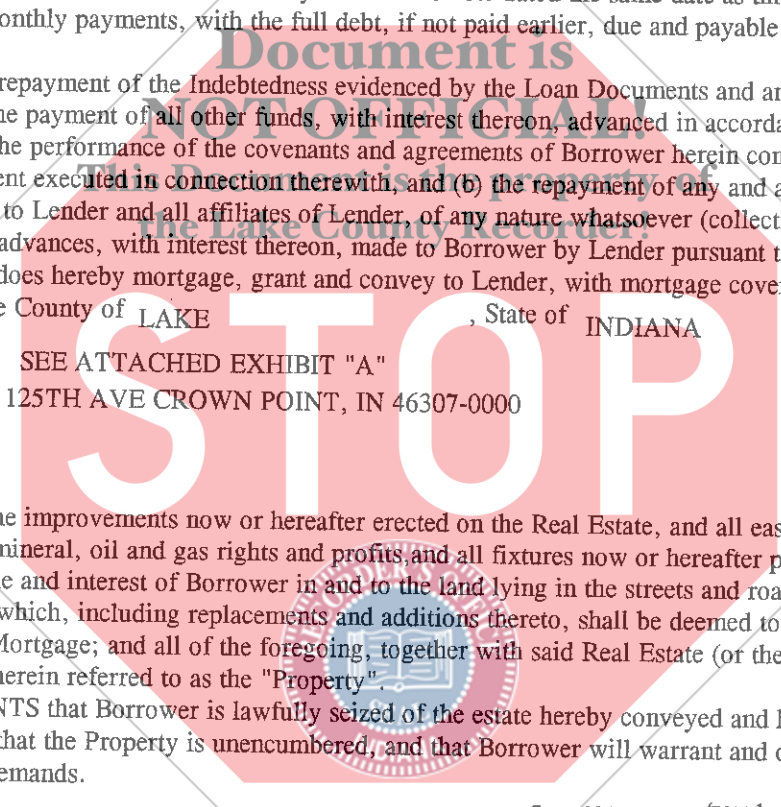 onthly payments, with the full debt, if not paid earlier, due and payable
Document is
repayment of the Indebtedness evidenced by the Loan Documents and
NOT OFFICIAL!
he payment of all other funds, with interest thereon, advanced in accorda
he performance of the covenants and agreements of Borrower herein con
This Document is the property of
ent executed in connection therewith, and (b) the repayment of any and a
to Lender and all affiliates of Lender, of any nature whatsoever (collect
the Lake County Recorder!
advances, with interest thereon, made to Borrower by Lender pursuant t
does hereby mortgage, grant and convey to Lender, with mortgage cove
e County of LAKE , State of INDIANA
STOP
SEE ATTACHED EXHIBIT "A"
125TH AVE CROWN POINT, IN 46307-0000
he improvements now or hereafter erected on the Real Estate, and all eas
mineral, oil and gas rights and profits, and all fixtures now or hereafter p
e and interest of Borrower in and to the land lying in the streets and roa
which, including replacements and additions thereto, shall be deemed to
Mortgage; and all of the foregoing, together with said Real Estate (or the
herein referred to as the "Property".
NTS that Borrower is lawfully seized of the estate hereby conveyed and
that the Property is unencumbered, and that Borrower will warrant and
emands.